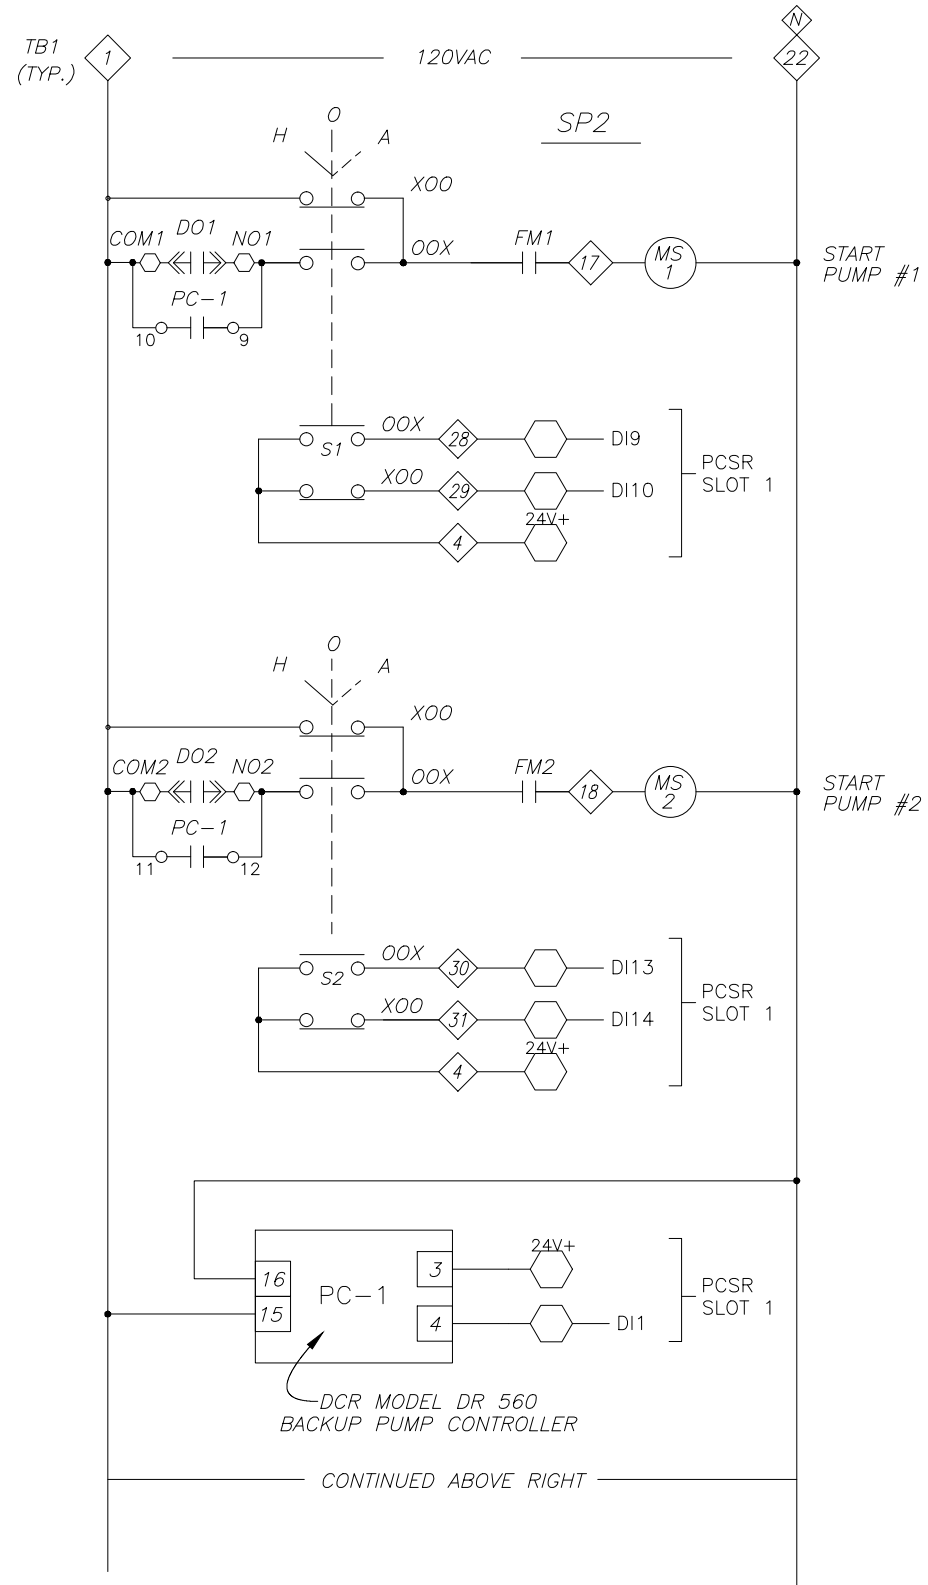 N
TB1
(TYP.)
1
120VAC
22
O
H
A
SP2
XOO
COM1
DO1
NO1
OOX
FM1
17
MS
1
START
PUMP #1
PC-1
10
9
OOX
S1
28
DI9
XOO
29
DI10
PCSR
SLOT 1
24V+
4
O
H
A
XOO
COM2
DO2
NO2
OOX
FM2
18
MS
2
START
PUMP #2
PC-1
11
12
OOX
S2
30
DI13
XOO
31
DI14
PCSR
SLOT 1
24V+
4
16
15
PC-1
3
24V+
4
DI1
PCSR
SLOT 1
DCR MODEL DR 560
BACKUP PUMP CONTROLLER
CONTINUED ABOVE RIGHT